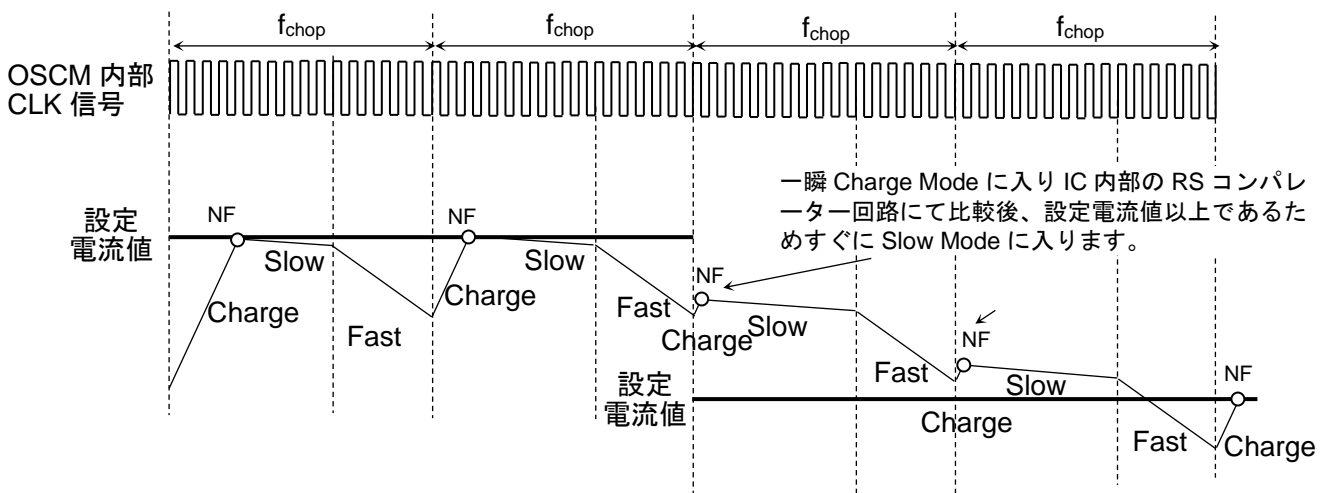 fchop
fchop
fchop
fchop
OSCM 内部
CLK 信号
一瞬 Charge Mode に入り IC 内部の RS コンパレ
ーター回路にて比較後、設定電流値以上であるた
めすぐに Slow Mode に入ります。
設定
電流値
NF
NF
Slow
Slow
Charge
Charge
Fast
Fast
NF
Charge
Slow
NF
Fast
Slow
設定
電流値
NF
Charge
Fast
Charge